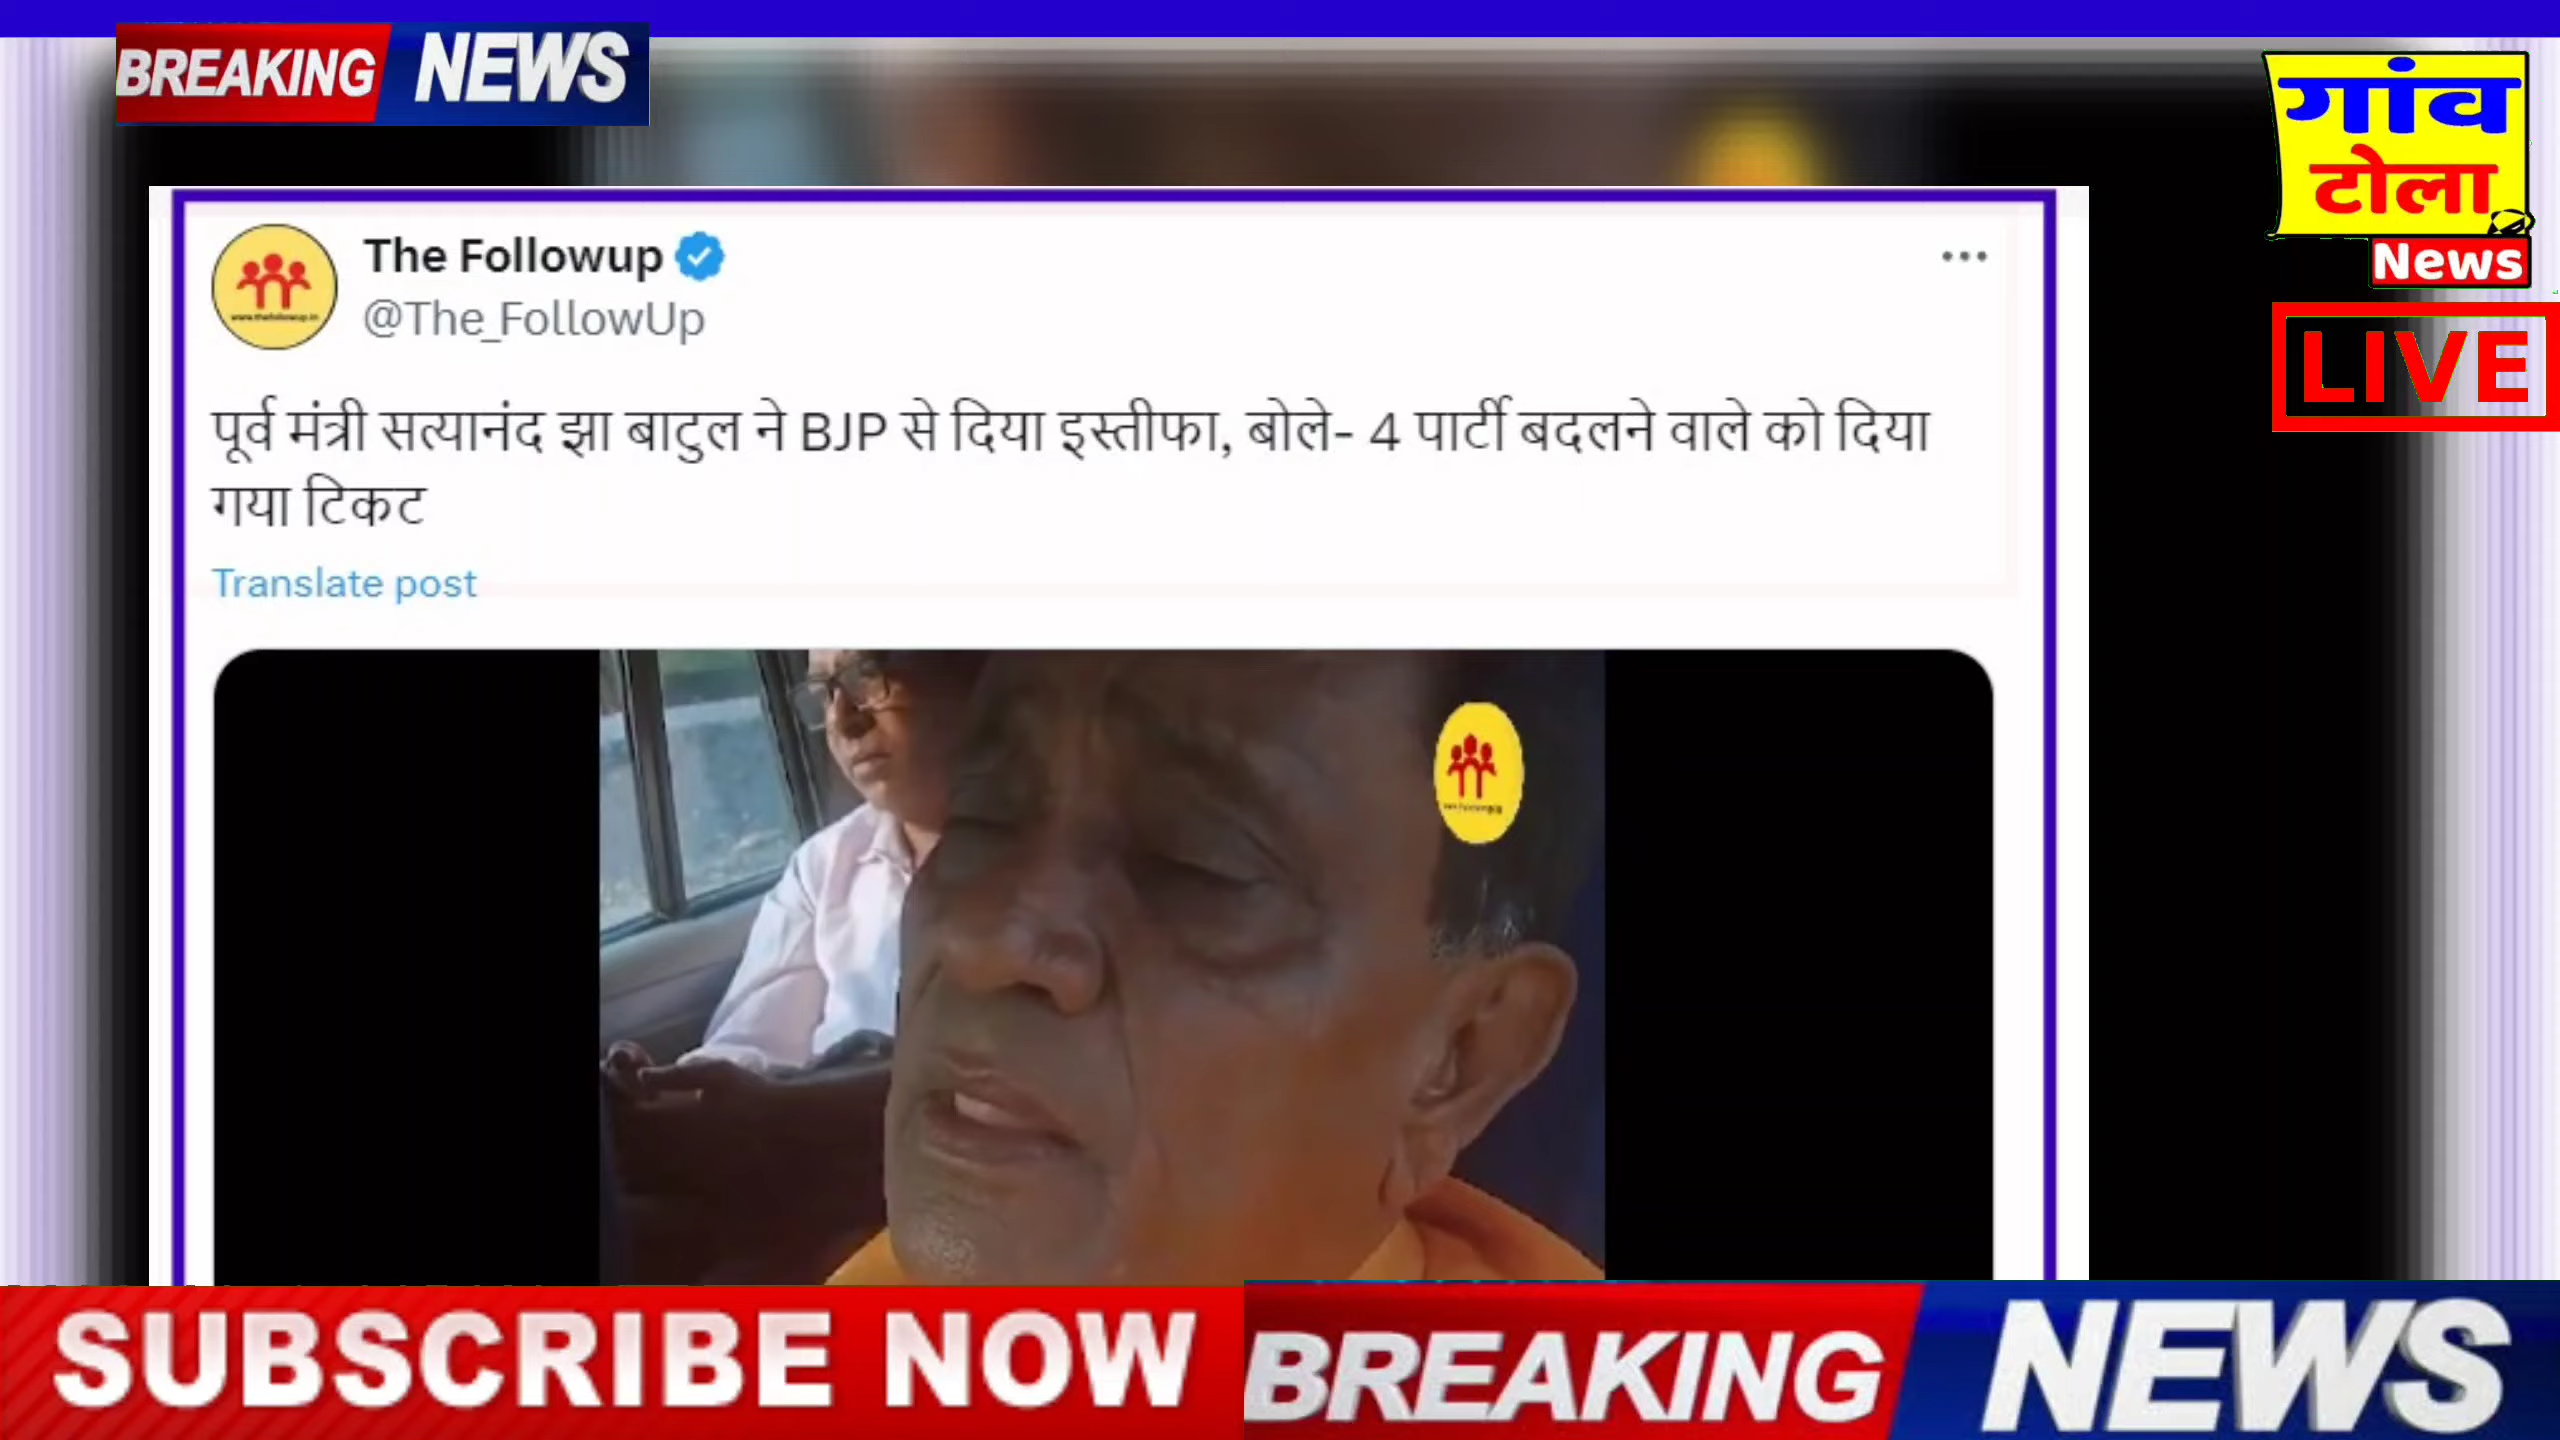 BREAKING NEWS
गांव
टोला
News
LIVE
The Followup
@The_FollowUp
पूर्व मंत्री सत्यानंद झा बाटुल ने BJP से दिया इस्तीफा, बोले- 4 पार्टी बदलने वाले को दिया
गया टिकट
Translate post
SUBSCRIBE NOW
BREAKING NEWS